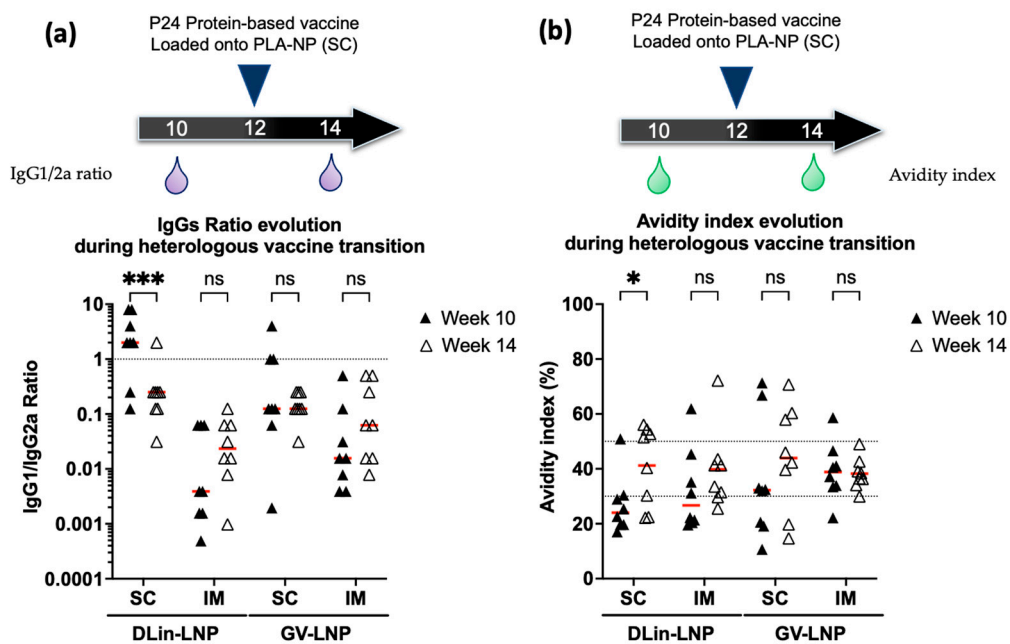 (a)
P24 Protein-based vaccine
Loaded onto PLA-NP (SC)
10 12 14
IgG1/2a ratio
IgGs Ratio evolution
during heterologous vaccine transition
*** ns ns ns
10
1
0.1
0.01
0.001
0.0001
IgG1/IgG2a Ratio
Week 10
Week 14
SC IM SC IM
DLin-LNP GV-LNP
(b)
P24 Protein-based vaccine
Loaded onto PLA-NP (SC)
10 12 14
Avidity index
Avidity index evolution
during heterologous vaccine transition
* ns ns ns
100
80
60
40
20
0
Avidity index (%)
Week 10
Week 14
SC IM SC IM
DLin-LNP GV-LNP